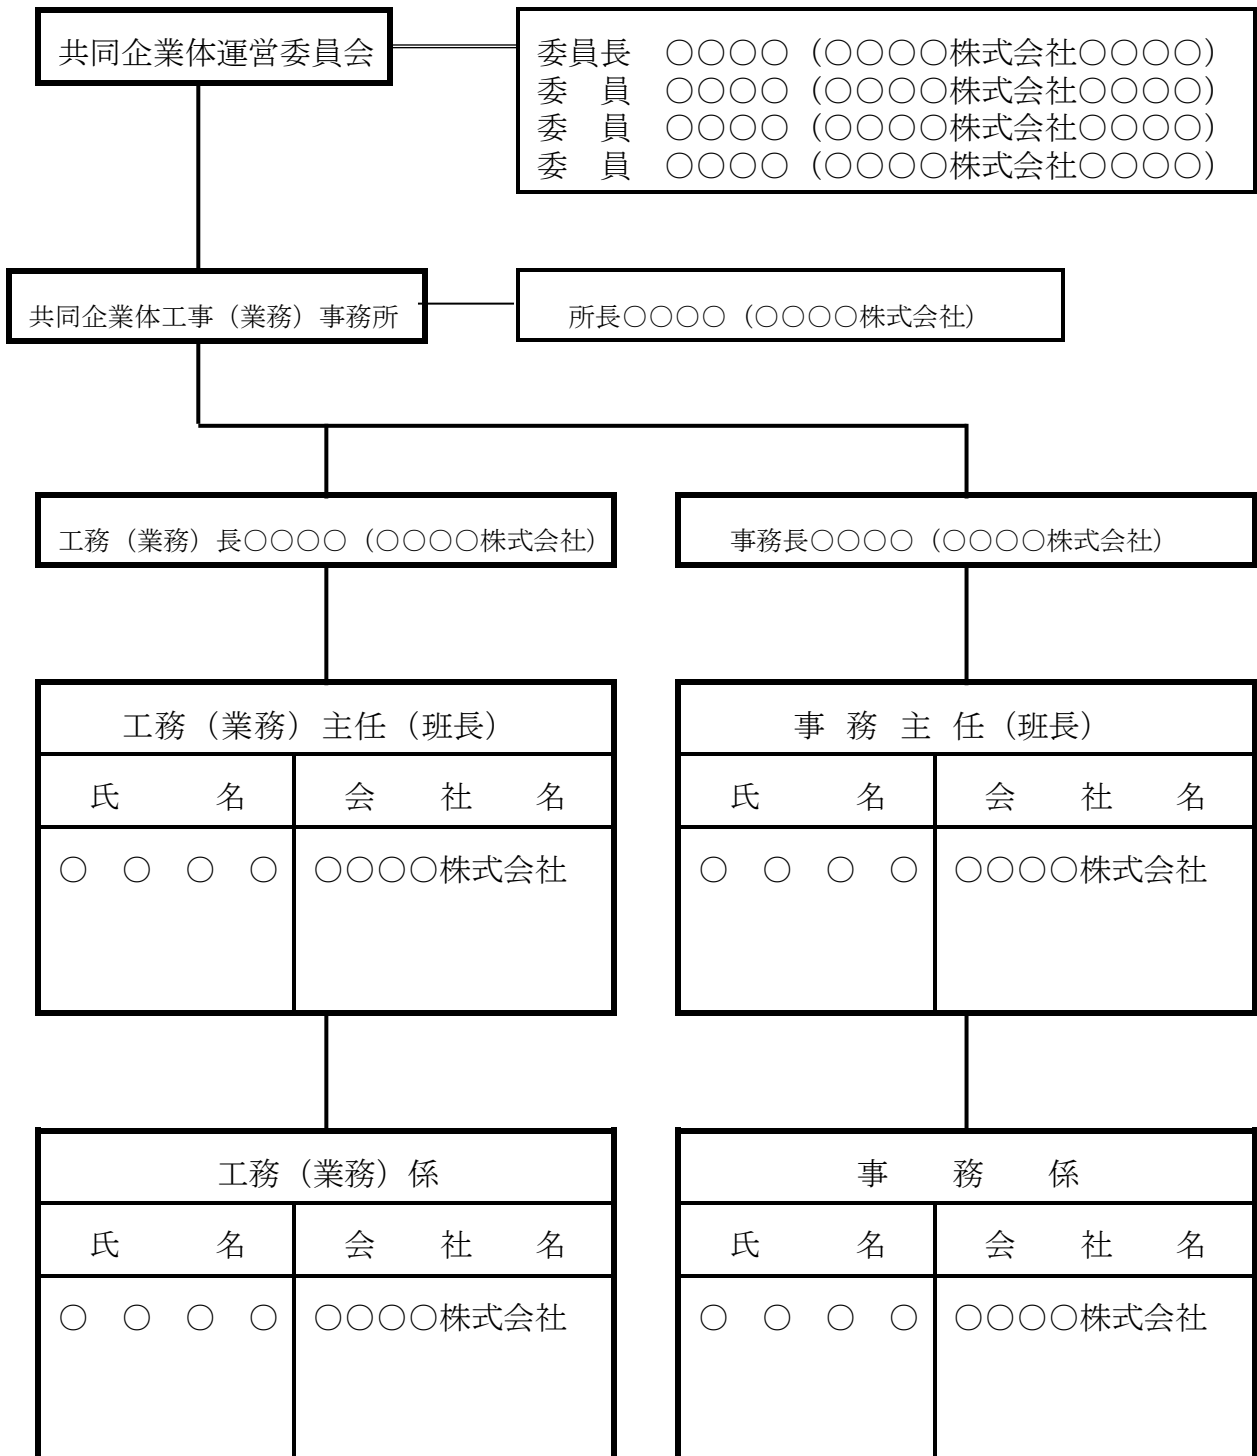 共同企業体運営委員会
委員長　○○○○（○○○○株式会社○○○○）
委　員　○○○○（○○○○株式会社○○○○）
委　員　○○○○（○○○○株式会社○○○○）
委　員　○○○○（○○○○株式会社○○○○）
共同企業体工事（業務）事務所
所長○○○○（○○○○株式会社）
工務（業務）長○○○○（○○○○株式会社）
事務長○○○○（○○○○株式会社）
工務（業務）主任（班長）
氏　　　名　　会　　社　　名
○　○　○　○　○○○○株式会社
事　務　主　任（班長）
氏　　　名　　会　　社　　名
○　○　○　○　○○○○株式会社
工務（業務）係
氏　　　名　　会　　社　　名
○　○　○　○　○○○○株式会社
事　　務　　係
氏　　　名　　会　　社　　名
○　○　○　○　○○○○株式会社